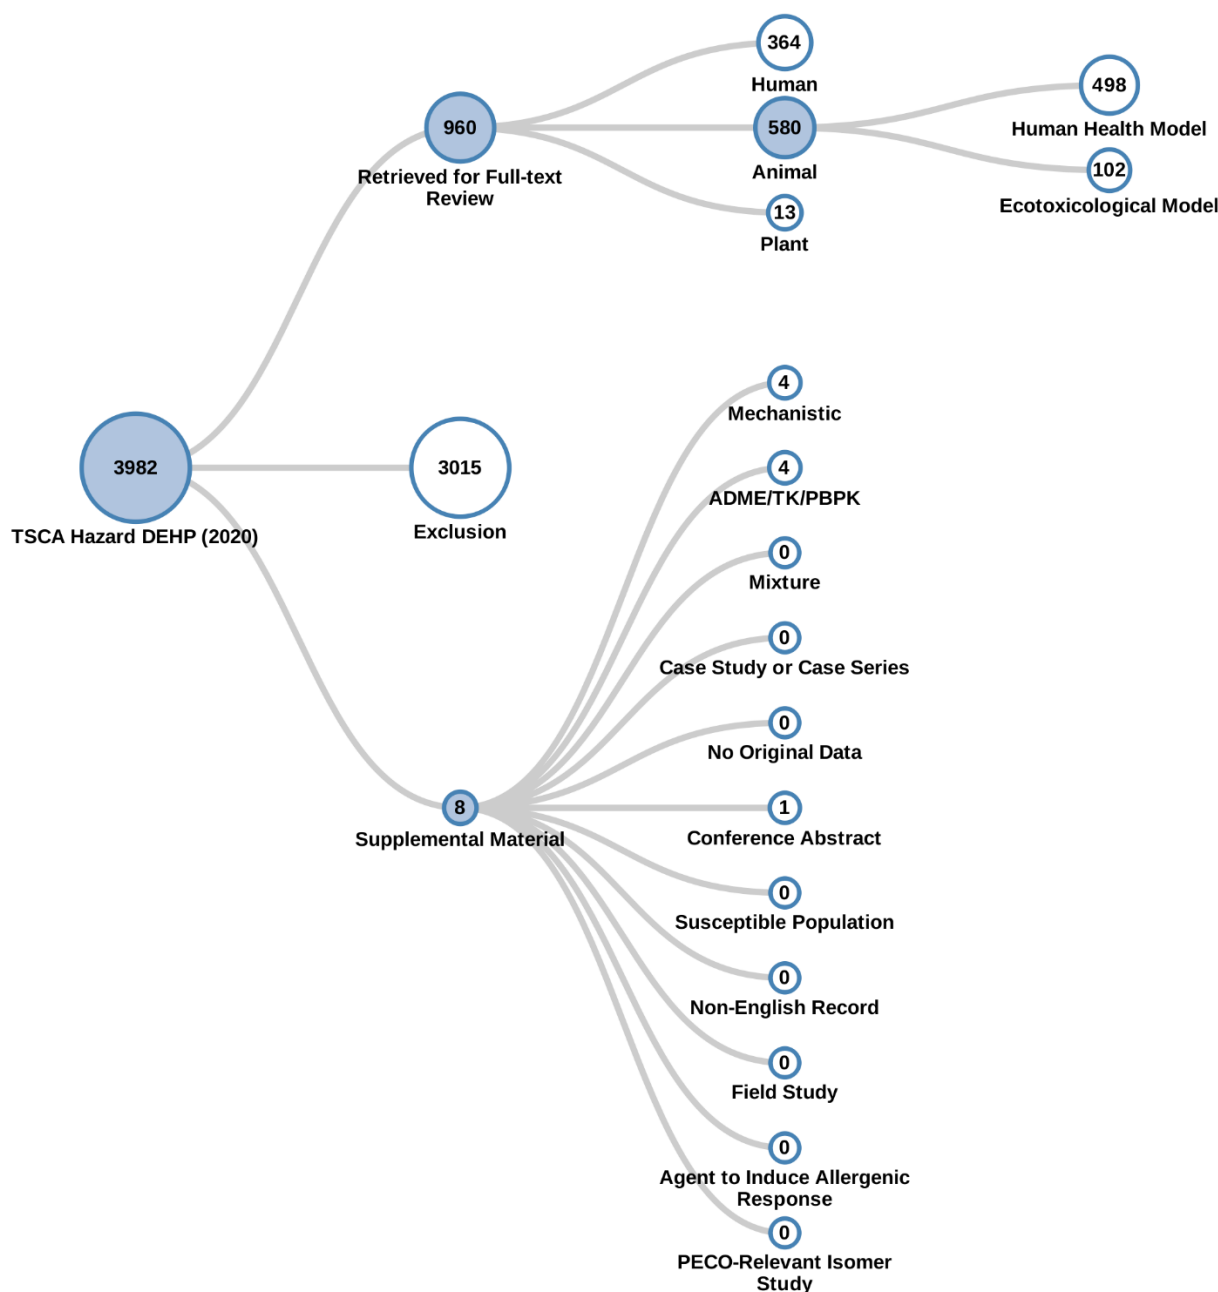 3982
TSCA Hazard DEHP (2020)
960
Retrieved for Full-text
Review
364
Human
580
Animal
13
Plant
498
Human Health Model
102
Ecotoxicological Model
3015
Exclusion
8
Supplemental Material
4
Mechanistic
4
ADME/TK/PBPK
0
Mixture
0
Case Study or Case Series
0
No Original Data
1
Conference Abstract
0
Susceptible Population
0
Non-English Record
0
Field Study
0
Agent to Induce Allergenic
Response
0
PECO-Relevant Isomer
Study